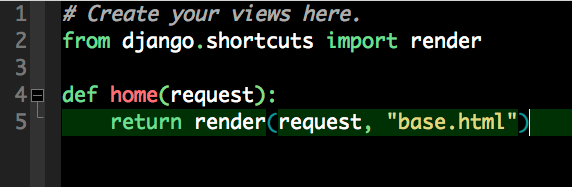 1 # Create your views here.
2 from django.shortcuts import render
3
4 def home(request):
5     return render(request, "base.html")